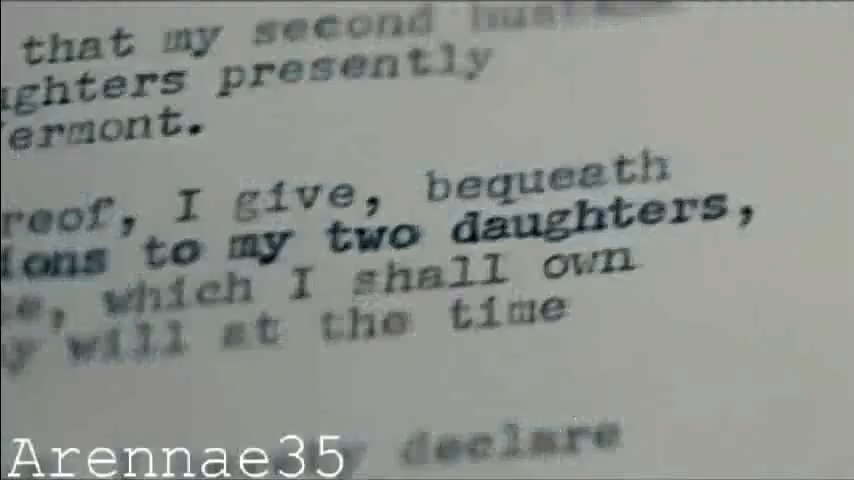 that my second
ughters presently
ermont.
reof, I give, bequeath
ions to my two daughters,
e, which I shall own
y will at the time
declare
Arennae35